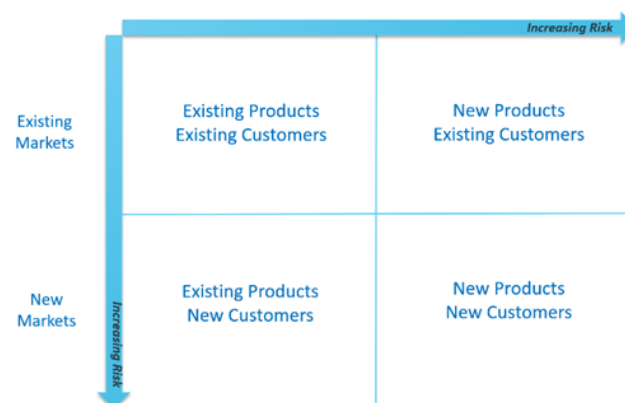 Increasing Risk
Existing Products
Existing Customers
New Products
Existing Customers
Existing
Markets
Existing Products
New Customers
New Products
New Customers
New
Markets
Increasing Risk